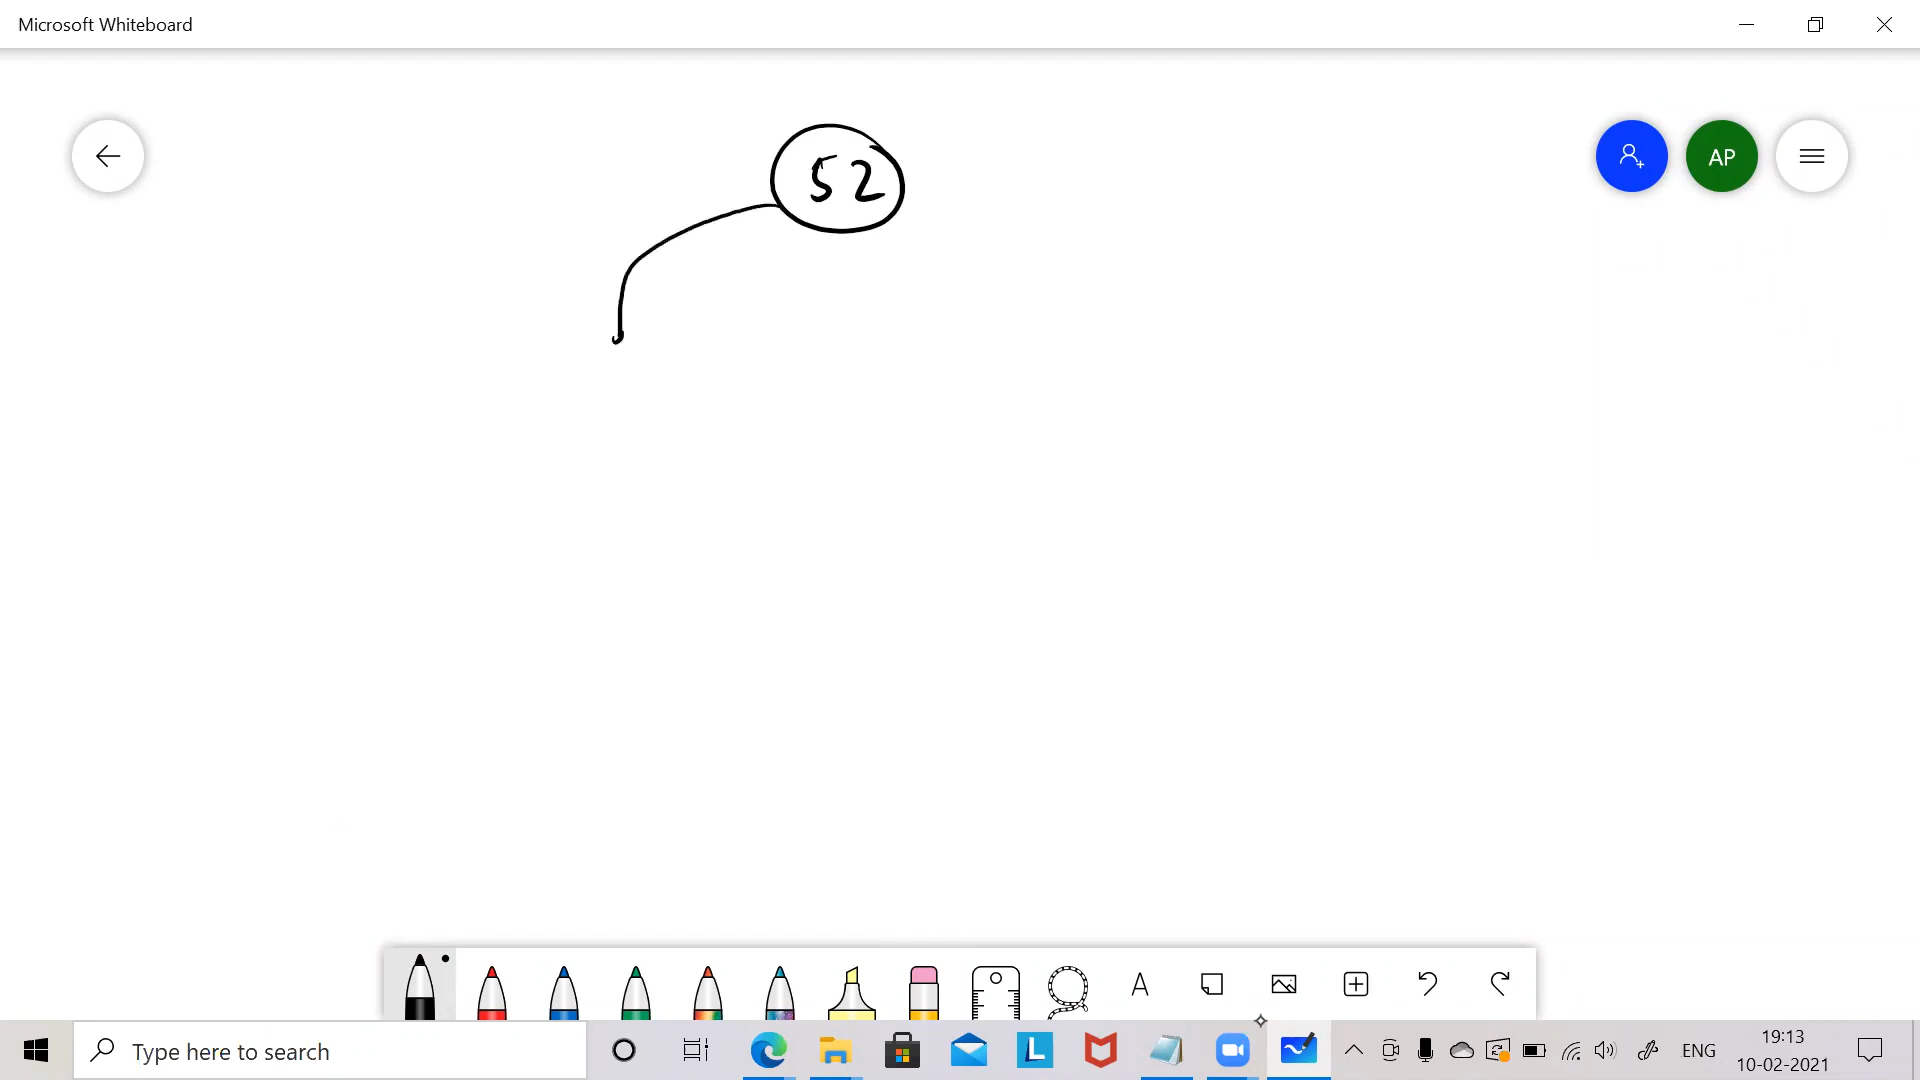 Microsoft Whiteboard
52
AP
A
Type here to search
L
ENG
19:13
10-02-2021